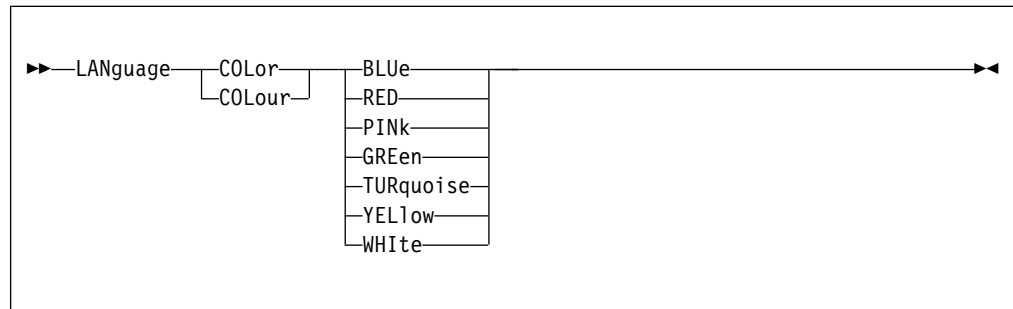 LANguage COLor BLUe
COLour RED
PINk
GREen
TURquoise
YELlow
WHIte